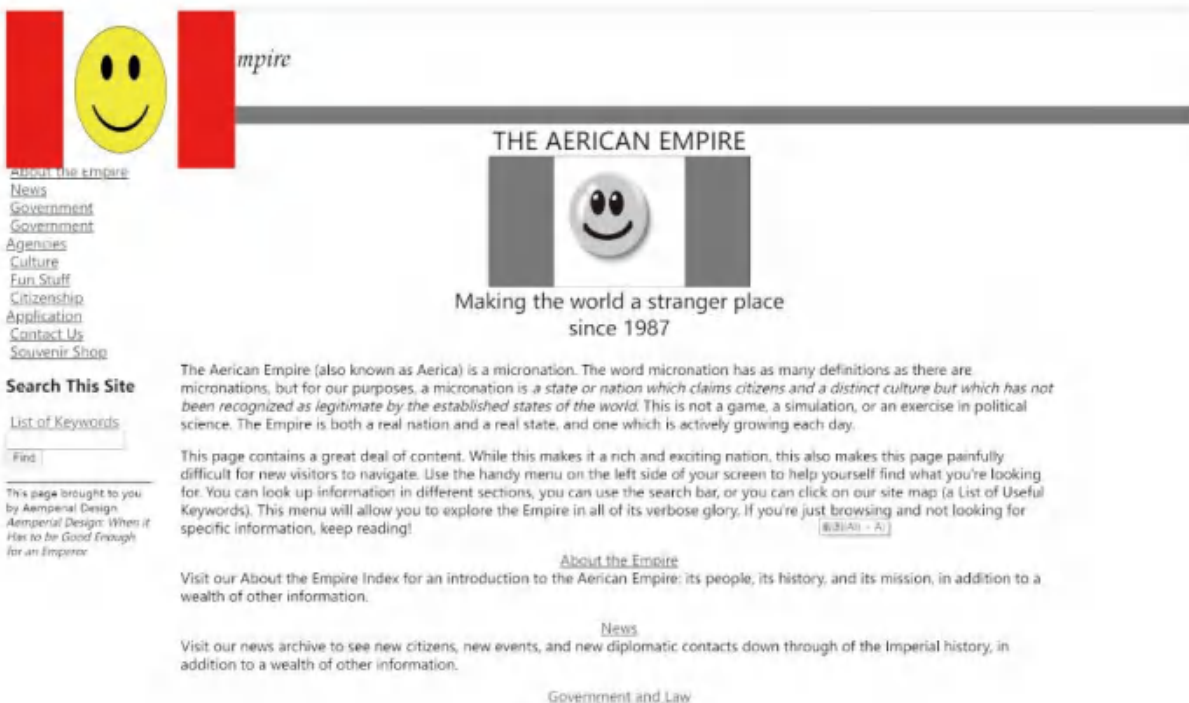 mpire
THE AERICAN EMPIRE
Making the world a stranger place
since 1987
About the Empire
News
Government
Government
Agencies
Culture
Fun Stuff
Citizenship
Application
Contact Us
Souvenir Shop
Search This Site
List of Keywords
Find
This page brought to you
by Aemperial Design
Aemperial Design: When it
Has to be Good Enough
for an Emperor
The Aerican Empire (also known as Aerica) is a micronation. The word micronation has as many definitions as there are
micronations, but for our purposes, a micronation is a state or nation which claims citizens and a distinct culture but which has not
been recognized as legitimate by the established states of the world. This is not a game, a simulation, or an exercise in political
science. The Empire is both a real nation and a real state, and one which is actively growing each day.
This page contains a great deal of content. While this makes it a rich and exciting nation, this also makes this page painfully
difficult for new visitors to navigate. Use the handy menu on the left side of your screen to help yourself find what you're looking
for. You can look up information in different sections, you can use the search bar, or you can click on our site map (a List of Useful
Keywords). This menu will allow you to explore the Empire in all of its verbose glory. If you're just browsing and not looking for
specific information, keep reading!
About the Empire
Visit our About the Empire Index for an introduction to the Aerican Empire: its people, its history, and its mission, in addition to a
wealth of other information.
News
Visit our news archive to see new citizens, new events, and new diplomatic contacts down through of the Imperial history, in
addition to a wealth of other information.
Government and Law